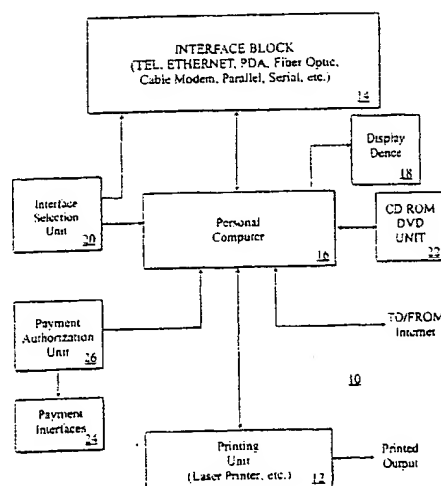 INTERFACE BLOCK
(TEL, ETHERNET, PDA, Fiber Optic,
Cable Modem, Parallel, Serial, etc.)
14
Display
Device
18
Interface
Selection
Unit
20
Personal
Computer
16
CD ROM
DVD
UNIT
22
Payment
Authorization
Unit
26
TO/FROM
Internet
10
Payment
Interfaces
24
Printing
Unit
(Laser Printer, etc.)
12
Printed
Output